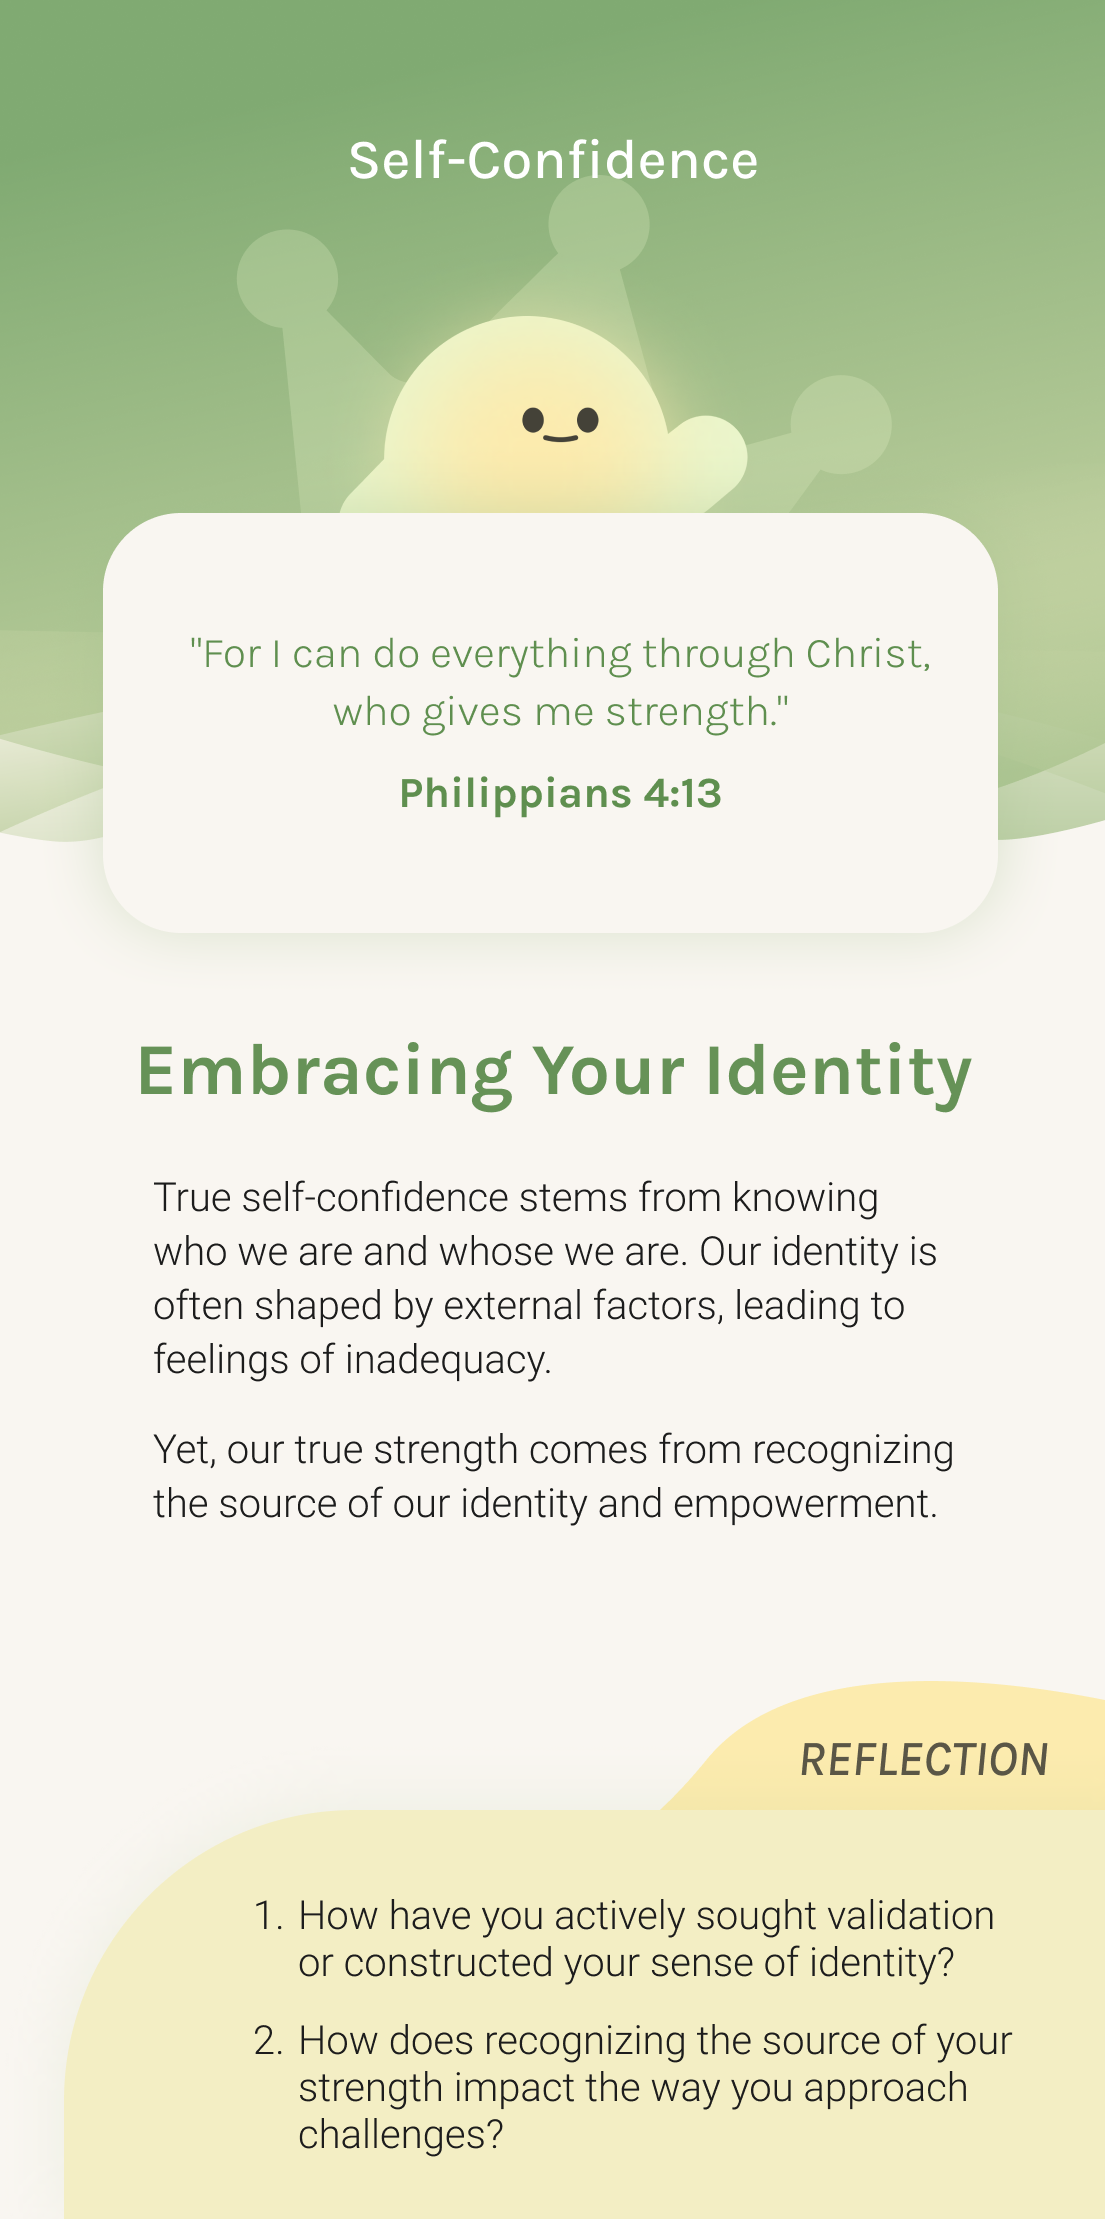 Self-Confidence
"For I can do everything through Christ,
who gives me strength."
Philippians 4:13
Embracing Your Identity
True self-confidence stems from knowing
who we are and whose we are. Our identity is
often shaped by external factors, leading to
feelings of inadequacy.
Yet, our true strength comes from recognizing
the source of our identity and empowerment.
REFLECTION
1. How have you actively sought validation
or constructed your sense of identity?
2. How does recognizing the source of your
strength impact the way you approach
challenges?